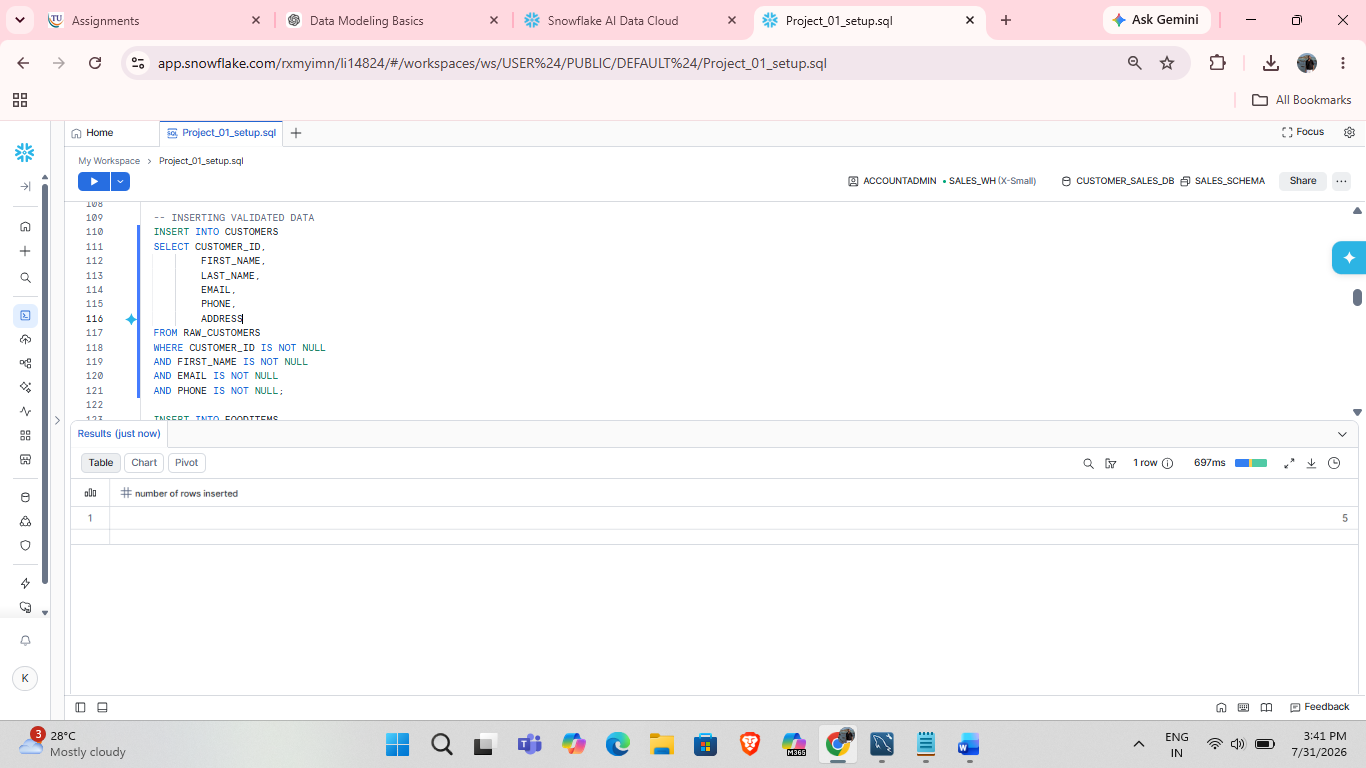 Assignments
Data Modeling Basics
Snowflake AI Data Cloud
Project_01_setup.sql
Ask Gemini
app.snowflake.com/rxmyimn/li14824/#/workspaces/ws/USER%24/PUBLIC/DEFAULT%24/Project_01_setup.sql
All Bookmarks
Home
SQL Project_01_setup.sql
Focus
My Workspace > Project_01_setup.sql
ACCOUNTADMIN • SALES_WH (X-Small) CUSTOMER_SALES_DB SALES_SCHEMA Share ...
108
109 -- INSERTING VALIDATED DATA
110 INSERT INTO CUSTOMERS
111 SELECT CUSTOMER_ID,
112 FIRST_NAME,
113 LAST_NAME,
114 EMAIL,
115 PHONE,
116 ADDRESS
117 FROM RAW_CUSTOMERS
118 WHERE CUSTOMER_ID IS NOT NULL
119 AND FIRST_NAME IS NOT NULL
120 AND EMAIL IS NOT NULL
121 AND PHONE IS NOT NULL;
122
123 INSERT INTO FOODITEMS
Results (just now)
Table Chart Pivot 1 row 697ms
number of rows inserted
1 5
K
Feedback
3
28°C
Mostly cloudy
M365
ENG
IN
3:41 PM
7/31/2026